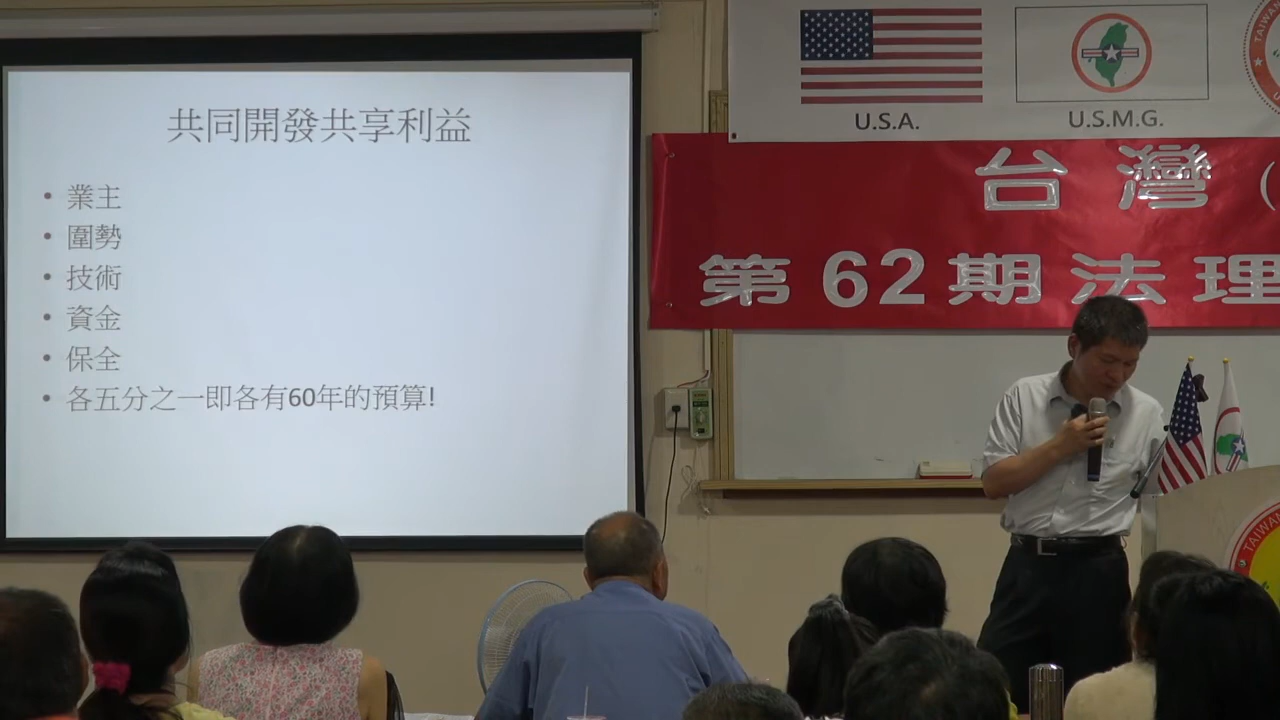 共同開發共享利益
• 業主
• 圍勢
• 技術
• 資金
• 保全
• 各五分之一即各有60年的預算!
U.S.A.
U.S.M.G.
TAIWAN
台灣(
第62期法理
TAIWAN